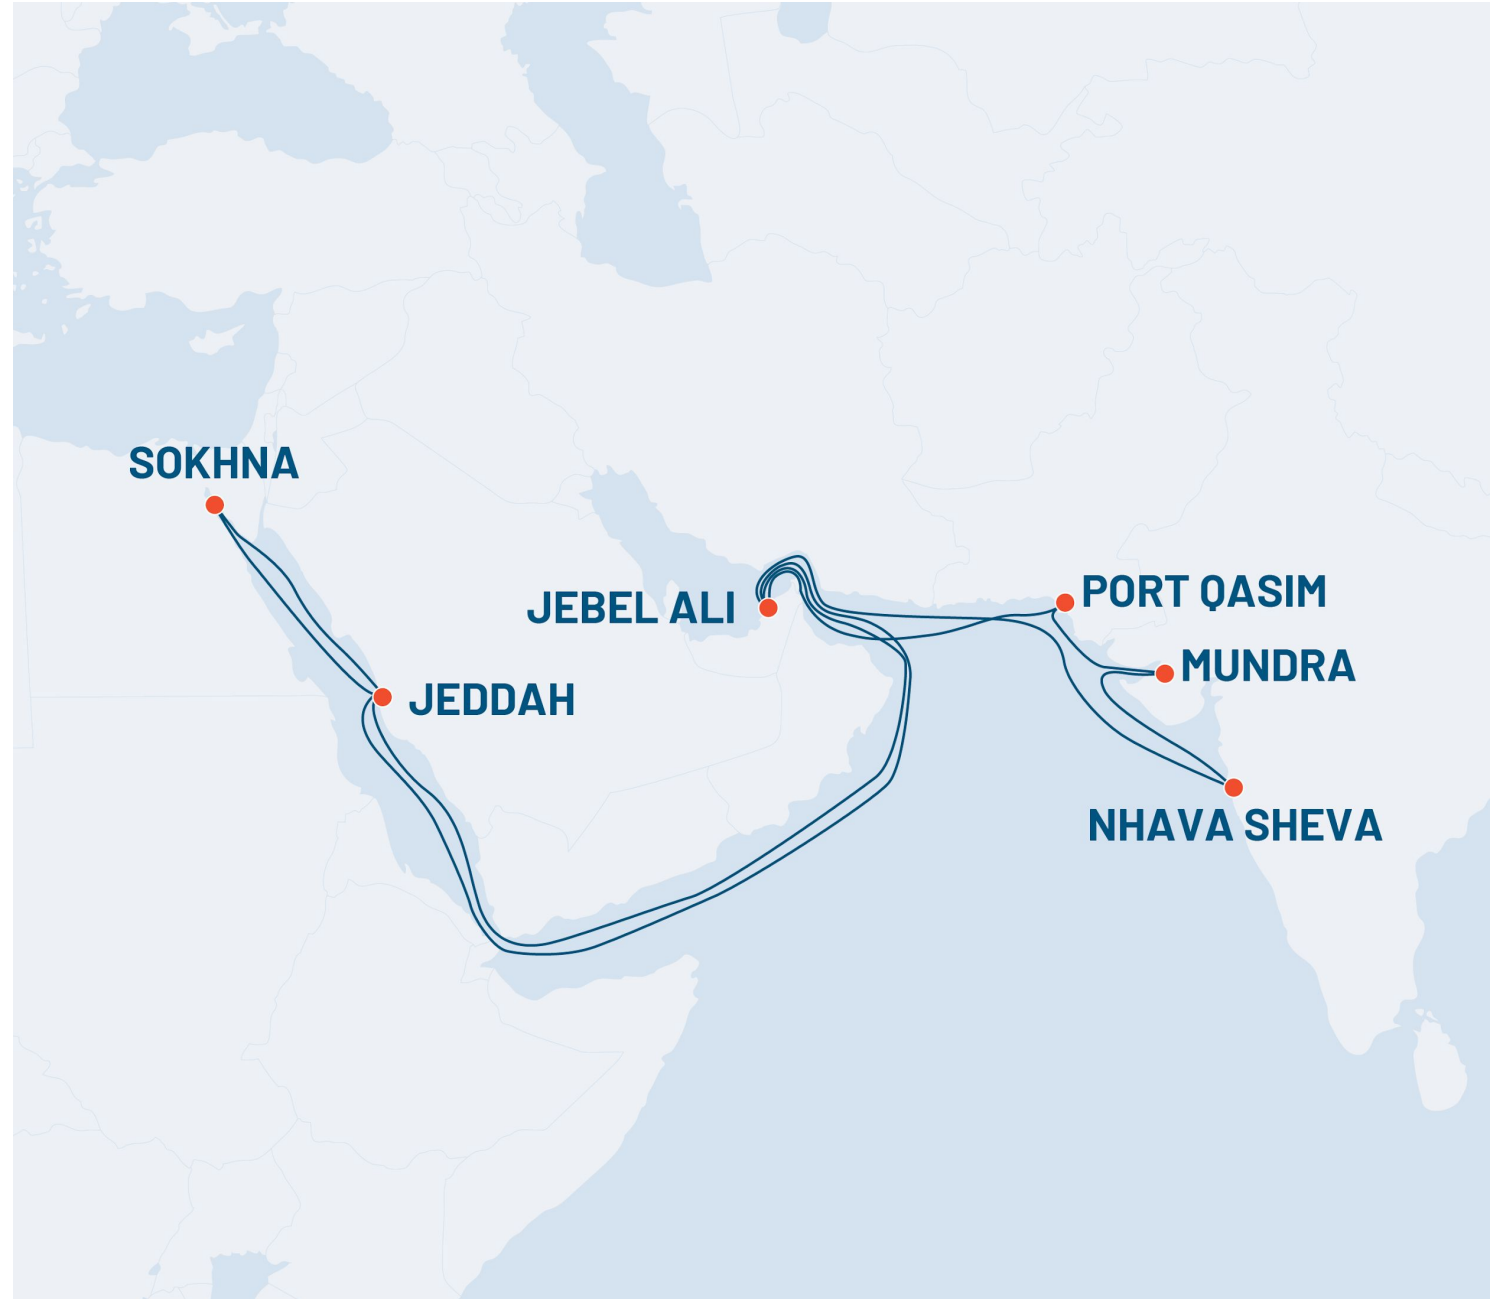 SOKHNA
JEBEL ALI
PORT QASIM
MUNDRA
JEDDAH
NHAVA SHEVA